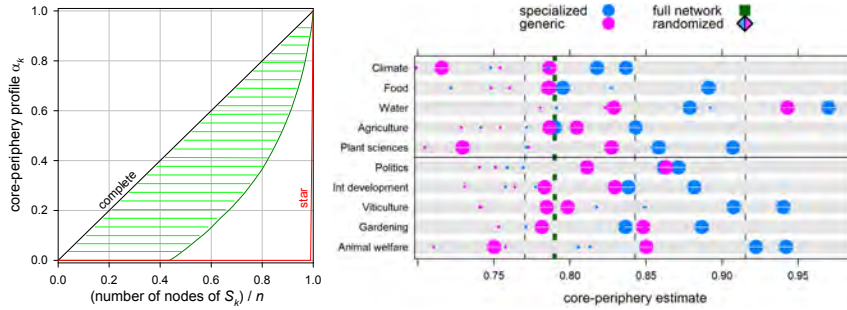 core-periphery profile αk
1.0
0.8
0.6
0.4
0.2
0.0
complete
star
0.0 0.2 0.4 0.6 0.8 1.0
(number of nodes of Sk) / n
specialized full network
generic randomized
Climate
Food
Water
Agriculture
Plant sciences
Politics
Int development
Viticulture
Gardening
Animal welfare
0.75 0.80 0.85 0.90 0.95
core-periphery estimate